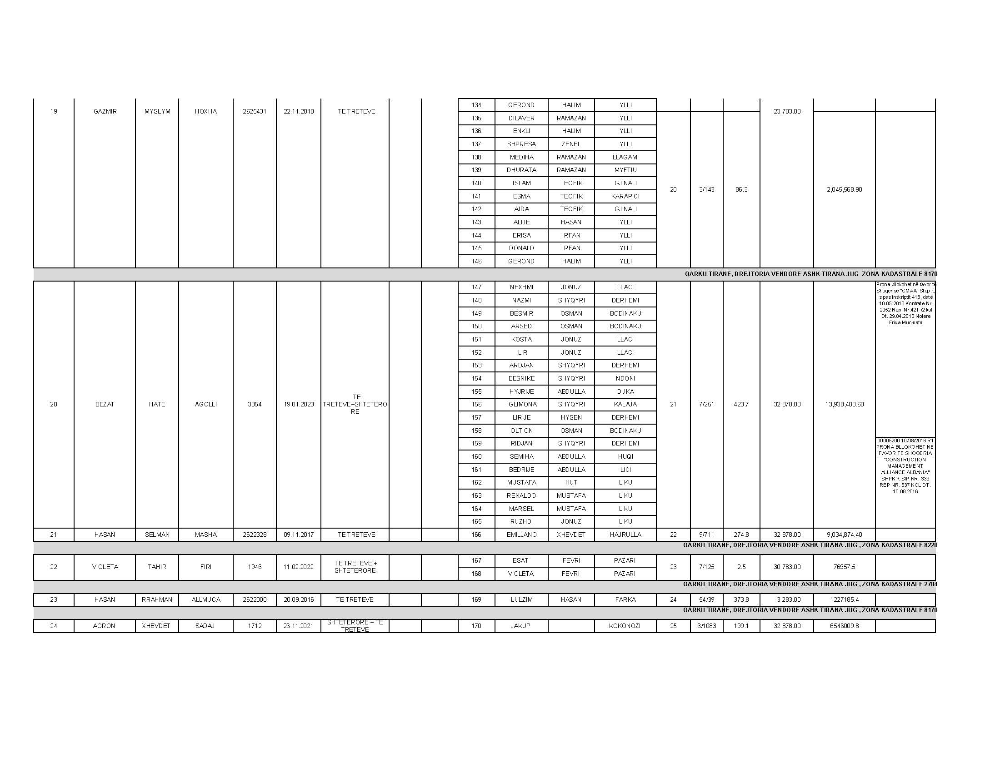 19 GAZMIR MYSLYM HOXHA 2625431 22.11.2018 TE TRETEVE 134 GEROND HALIM YLLI 23,703.00
135 DILAVER RAMAZAN YLLI
136 ENKLI HALIM YLLI
137 SHPRESA ZENEL YLLI
138 MEDIHA RAMAZAN LLAGAMI
139 DHURATA RAMAZAN MYFTIU
140 ISLAM TEOFIK GJINALI 20 3/143 86.3 2,045,568.90
141 ESMA TEOFIK KARAPICI
142 AIDA TEOFIK GJINALI
143 ALIJE HASAN YLLI
144 ERISA IRFAN YLLI
145 DONALD IRFAN YLLI
146 GEROND HALIM YLLI
QARKU TIRANE, DREJTORIA VENDORE ASHK TIRANA JUG ZONA KADASTRALE 8170
147 NEXHMI JONUZ LLACI
148 NAZMI SHYQYRI DERHEMI
149 BESMIR OSMAN BODINAKU
150 ARSED OSMAN BODINAKU
151 KOSTA JONUZ LLACI
152 ILIR JONUZ LLACI
153 ARDJAN SHYQYRI DERHEMI
154 BESNIKE SHYQYRI NDONI
155 HYJRIJE ABDULLA DUKA
20 BEZAT HATE AGOLLI 3054 19.01.2023
TE
TRETEVE+SHTETERO
RE
156 IGLIMONA SHYQYRI KALAJA 21 7/251 423.7 32,878.00 13,930,408.60
157 LIRIJE HYSEN DERHEMI
158 OLTION OSMAN BODINAKU
159 RIDJAN SHYQYRI DERHEMI
160 SEMIHA ABDULLA HUQI
161 BEDRIJE ABDULLA LICI
162 MUSTAFA HUT LIKU
163 RENALDO MUSTAFA LIKU
164 MARSEL MUSTAFA LIKU
165 RUZHDI JONUZ LIKU
Prona bllokohet në favor të
Shoqërisë "CMAA" Sh.p.k,
sipas inskriptit 418, datë
10.05.2010 Kontrate Nr.
2052 Rep. Nr.421 /2 kol
Dt. 29.04.2010 Notere
Frida Mucmata
00005200 10/08/2016 R1
PRONA BLLOKOHET NE
FAVOR TE SHOQERIA
"CONSTRUCTION
MANAGEMENT
ALLIANCE ALBANIA"
SHPK K.SIP NR. 339
REP NR. 537 KOL DT.
10.08.2016
21 HASAN SELMAN MASHA 2622328 09.11.2017 TE TRETEVE 166 EMILJANO XHEVDET HAJRULLA 22 9/711 274.8 32,878.00 9,034,874.40
QARKU TIRANE, DREJTORIA VENDORE ASHK TIRANA JUG , ZONA KADASTRALE 8220
22 VIOLETA TAHIR FIRI 1946 11.02.2022
TE TRETEVE +
SHTETERORE
167 ESAT FEVRI PAZARI
168 VIOLETA FEVRI PAZARI
23 7/125 2.5 30,783.00 76957.5
QARKU TIRANE, DREJTORIA VENDORE ASHK TIRANA JUG , ZONA KADASTRALE 2704
23 HASAN RRAHMAN ALLMUCA 2622000 20.09.2016 TE TRETEVE 169 LULZIM HASAN FARKA 24 54/39 373.8 3,283.00 1227185.4
QARKU TIRANE, DREJTORIA VENDORE ASHK TIRANA JUG , ZONA KADASTRALE 8170
24 AGRON XHEVDET SADAJ 1712 26.11.2021
SHTETERORE + TE
TRETEVE
170 JAKUP KOKONOZI 25 3/1083 199.1 32,878.00 6546009.8